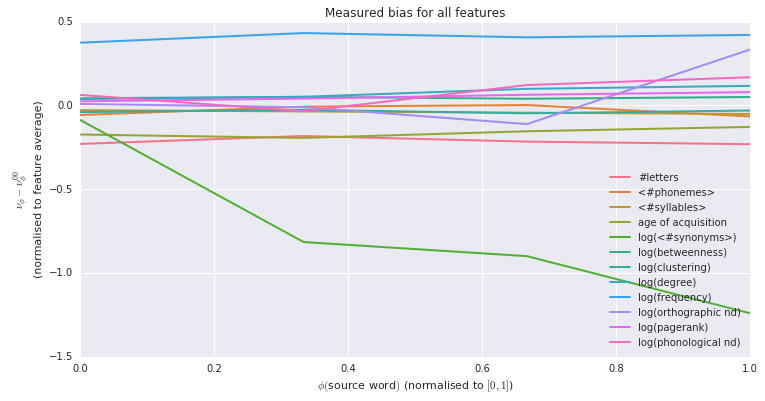 Measured bias for all features
0.5
0.0
−0.5
−1.0
−1.5
ν_ϕ − ν_ϕ^00
(normalised to feature average)
#letters
<#phonemes>
<#syllables>
age of acquisition
log(<#synonyms>)
log(betweenness)
log(clustering)
log(degree)
log(frequency)
log(orthographic nd)
log(pagerank)
log(phonological nd)
0.0 0.2 0.4 0.6 0.8 1.0
ϕ(source word) (normalised to [0, 1])